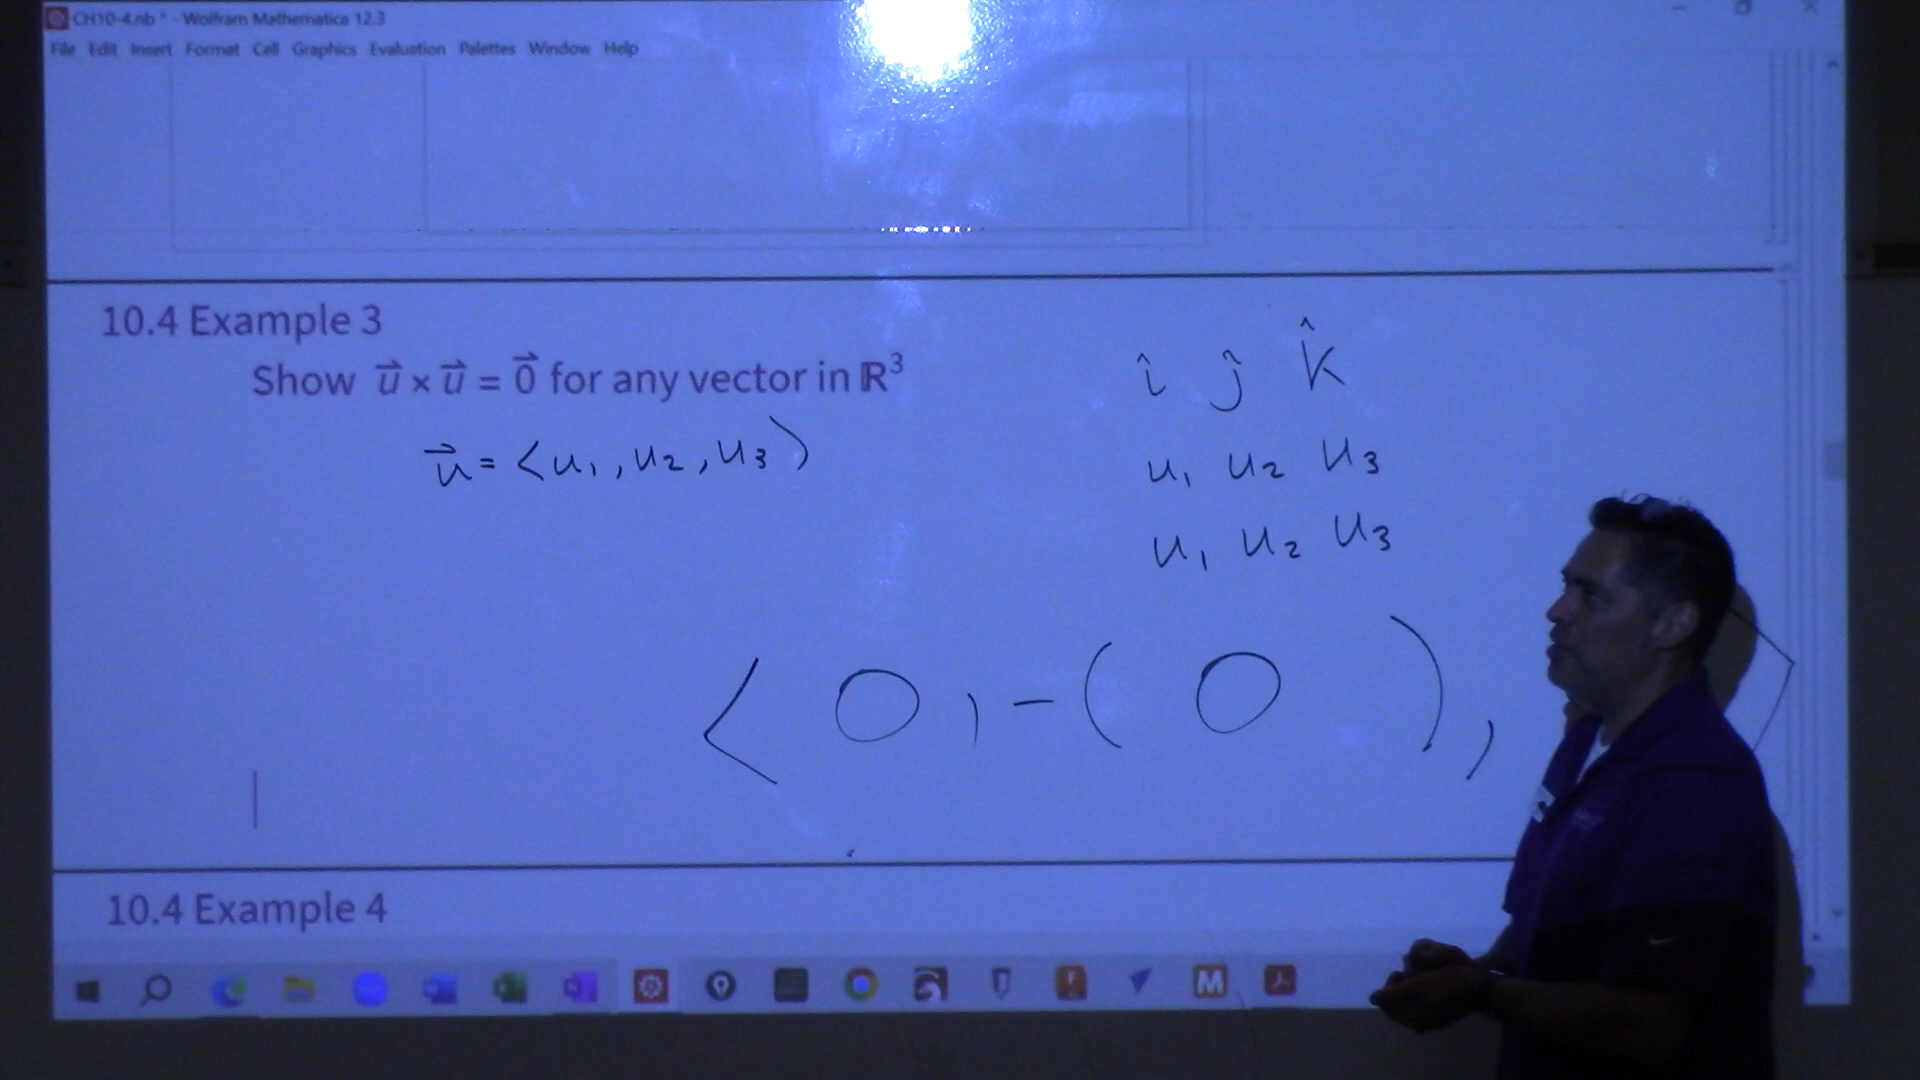 CH10-4.nb * - Wolfram Mathematica 12.3
File Edit Insert Format Cell Graphics Evaluation Palettes Window Help
10.4 Example 3
Show u⃗ × u⃗ = 0⃗ for any vector in ℝ³
u⃗ = <u₁, u₂, u₃>
î ĵ k̂
u₁ u₂ u₃
u₁ u₂ u₃
< 0, -( 0 ),
10.4 Example 4